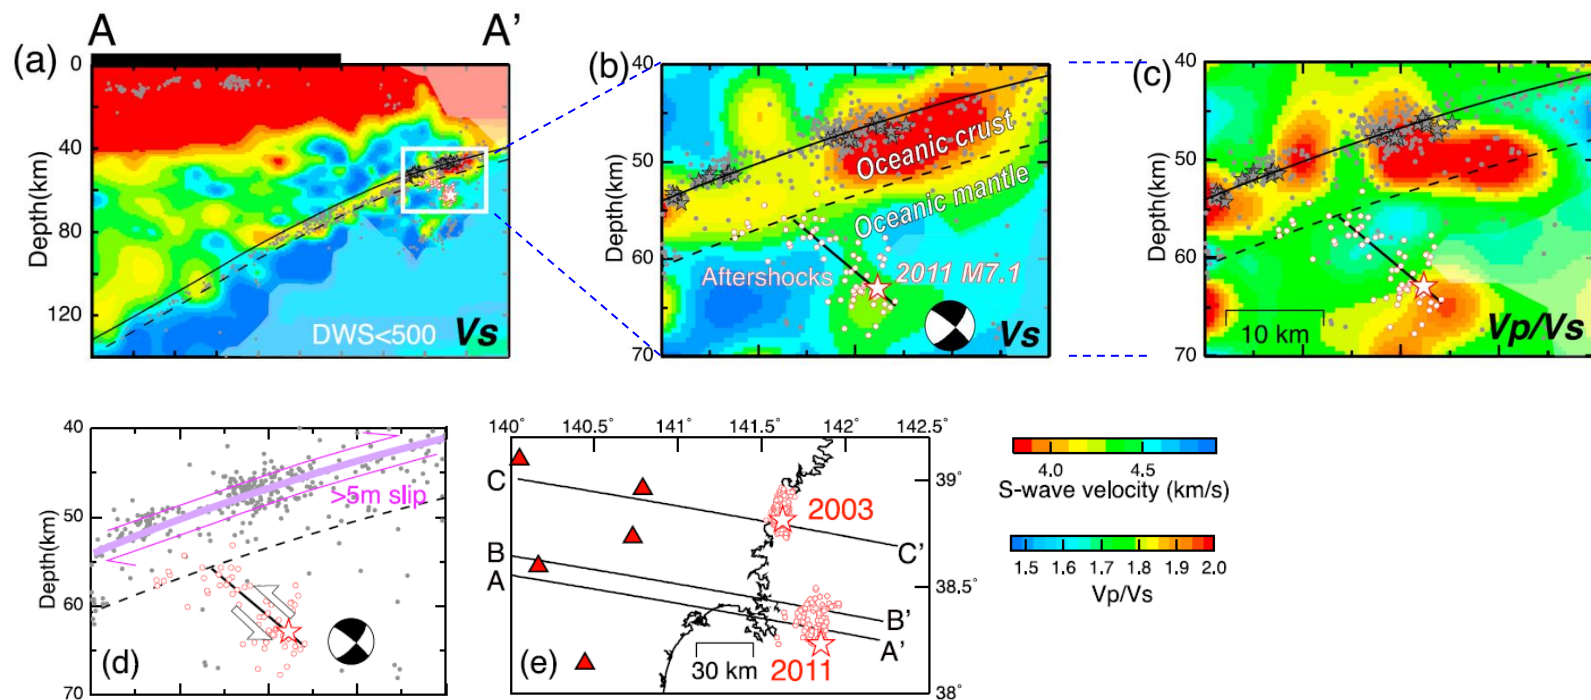 A A’
(a)
0
40
80
120
Depth(km)
DWS<500
Vs
(b)
40
50
60
70
Depth(km)
Oceanic crust
Oceanic mantle
Aftershocks
2011 M7.1
Vs
(c)
40
50
60
70
Depth(km)
10 km
Vp/Vs
40
50
60
70
Depth(km)
>5m slip
(d)
140° 140.5° 141° 141.5° 142° 142.5°
39°
38.5°
38°
C
2003
C'
B
A
B'
A'
2011
30 km
(e)
4.0 4.5
S-wave velocity (km/s)
1.5 1.6 1.7 1.8 1.9 2.0
Vp/Vs